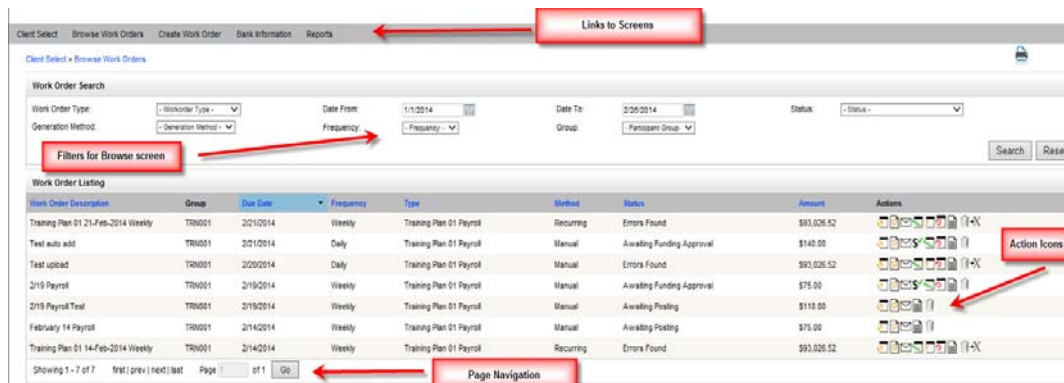 Links to Screens
Client Select Browse Work Orders Create Work Order Bank Information Reports
Client Select » Browse Work Orders
Work Order Search
Work Order Type: - Workorder Type - Date From: 1/1/2014 Date To: 2/26/2014 Status: - Status -
Generation Method: - Generation Method - Frequency: - Frequency - Group: - Participant Group-
Filters for Browse screen
Search Rese
Work Order Listing
Work Order Description Group Due Date Frequency Type Method Status Amount Actions
Training Plan 01 21-Feb-2014 Weekly TRN001 2/21/2014 Weekly Training Plan 01 Payroll Recurring Errors Found $93,026.52
Test auto add TRN001 2/21/2014 Daily Training Plan 01 Payroll Manual Awaiting Funding Approval $140.00
Action Icons
Test upload TRN001 2/20/2014 Daily Training Plan 01 Payroll Manual Errors Found $93,026.52
2/19 Payroll TRN001 2/19/2014 Weekly Training Plan 01 Payroll Manual Awaiting Funding Approval $75.00
2/19 Payroll Test TRN001 2/19/2014 Weekly Training Plan 01 Payroll Manual Awaiting Posting $110.00
February 14 Payroll TRN001 2/14/2014 Weekly Training Plan 01 Payroll Manual Awaiting Posting $75.00
Training Plan 01 14-Feb-2014 Weekly TRN001 2/14/2014 Weekly Training Plan 01 Payroll Recurring Errors Found $93,026.52
Showing 1 - 7 of 7 first | prev | next | last Page 1 of 1 Go
Page Navigation